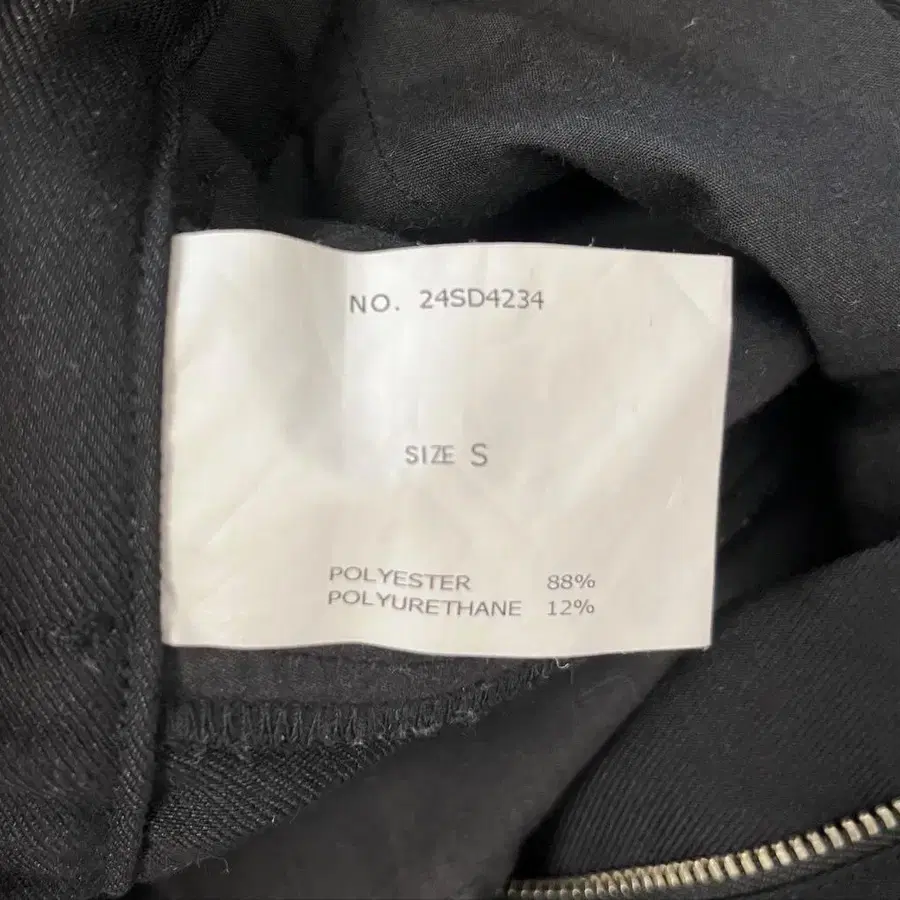 NO. 24SD4234
SIZE S
POLYESTER 88%
POLYURETHANE 12%